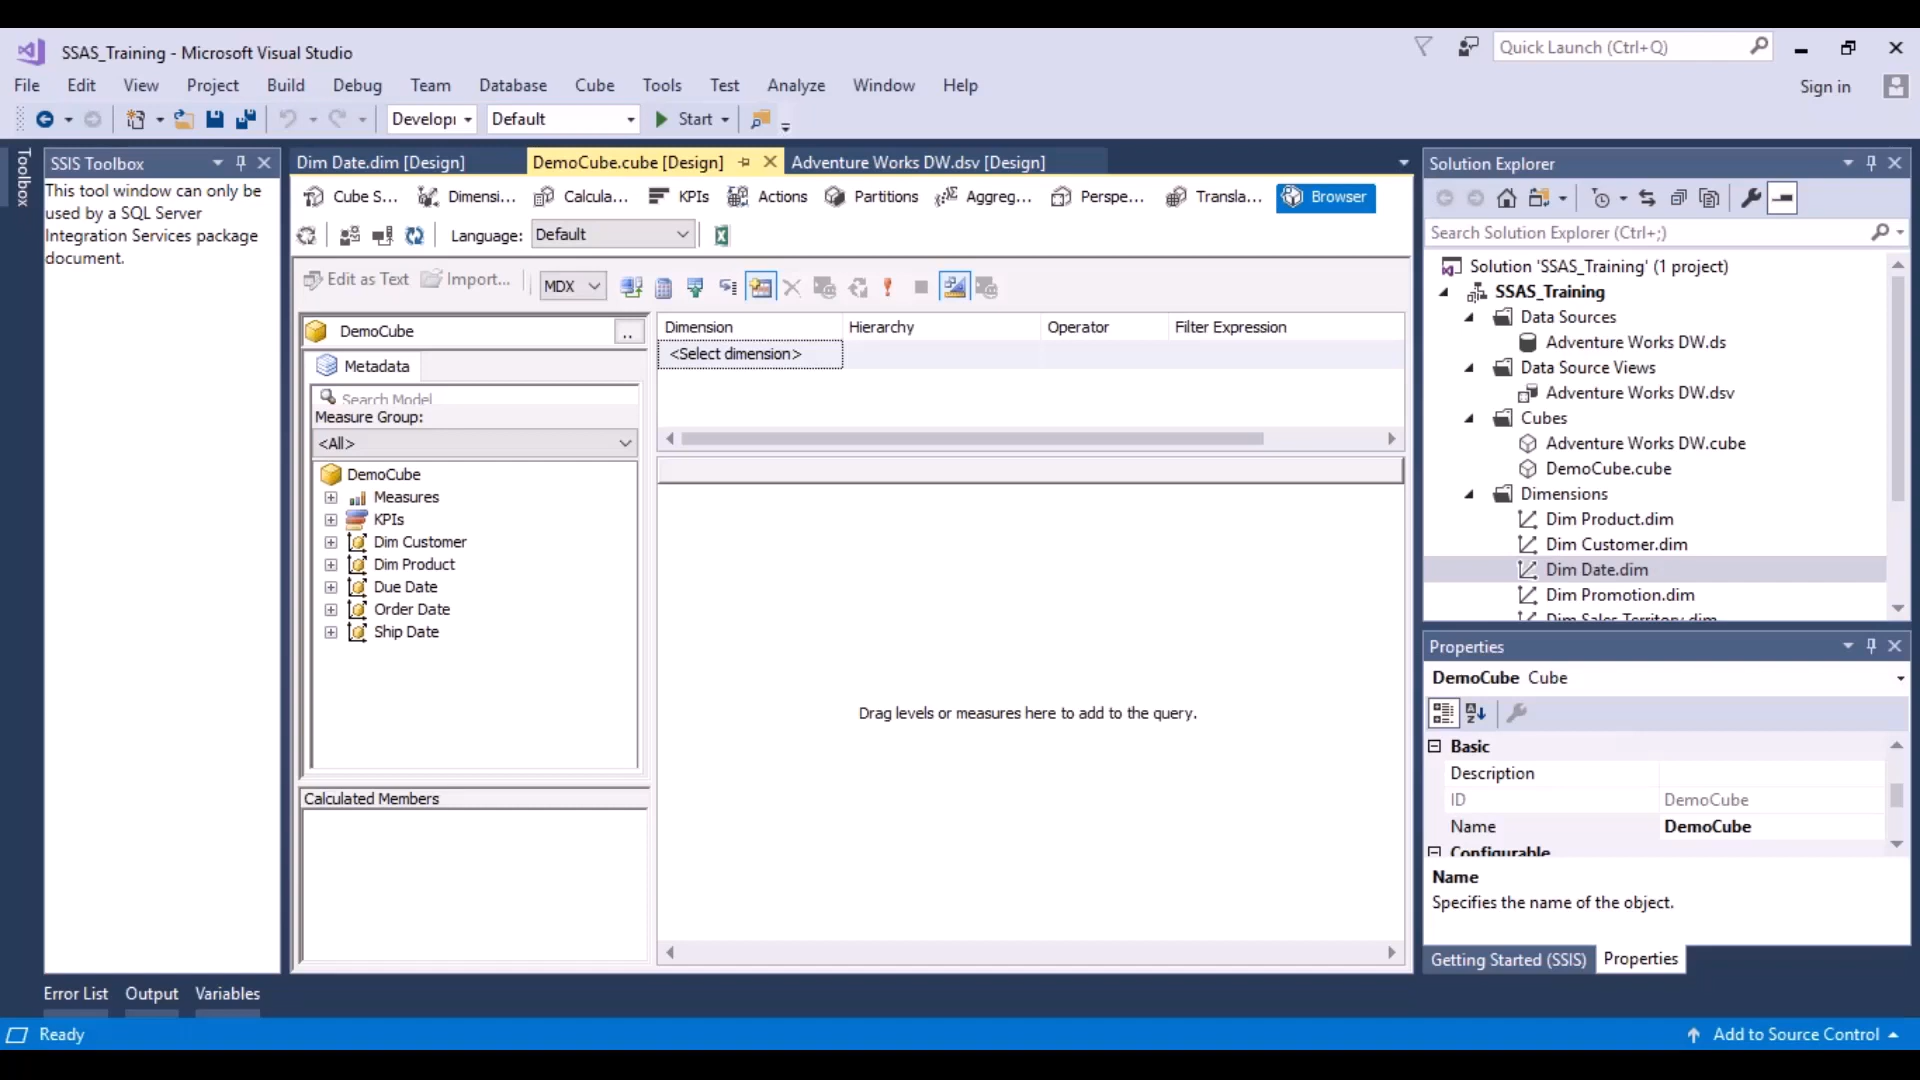 SSAS_Training - Microsoft Visual Studio
Quick Launch (Ctrl+Q)
File Edit View Project Build Debug Team Database Cube Tools Test Analyze Window Help
Sign in
Developi Default Start
Toolbox
SSIS Toolbox
This tool window can only be
used by a SQL Server
Integration Services package
document.
Dim Date.dim [Design] DemoCube.cube [Design] Adventure Works DW.dsv [Design]
Cube S... Dimensi... Calcula... KPIs Actions Partitions Aggreg... Perspe... Transla... Browser
Language: Default
Edit as Text Import... MDX
DemoCube
..
Metadata
Search Model
Measure Group:
<All>
DemoCube
Measures
KPIs
Dim Customer
Dim Product
Due Date
Order Date
Ship Date
Calculated Members
Dimension Hierarchy Operator Filter Expression
<Select dimension>
Drag levels or measures here to add to the query.
Solution Explorer
Search Solution Explorer (Ctrl+;)
Solution 'SSAS_Training' (1 project)
SSAS_Training
Data Sources
Adventure Works DW.ds
Data Source Views
Adventure Works DW.dsv
Cubes
Adventure Works DW.cube
DemoCube.cube
Dimensions
Dim Product.dim
Dim Customer.dim
Dim Date.dim
Dim Promotion.dim
Dim Sales Territory.dim
Properties
DemoCube Cube
Basic
Description
ID DemoCube
Name DemoCube
Configurable
Name
Specifies the name of the object.
Getting Started (SSIS) Properties
Error List Output Variables
Ready
Add to Source Control